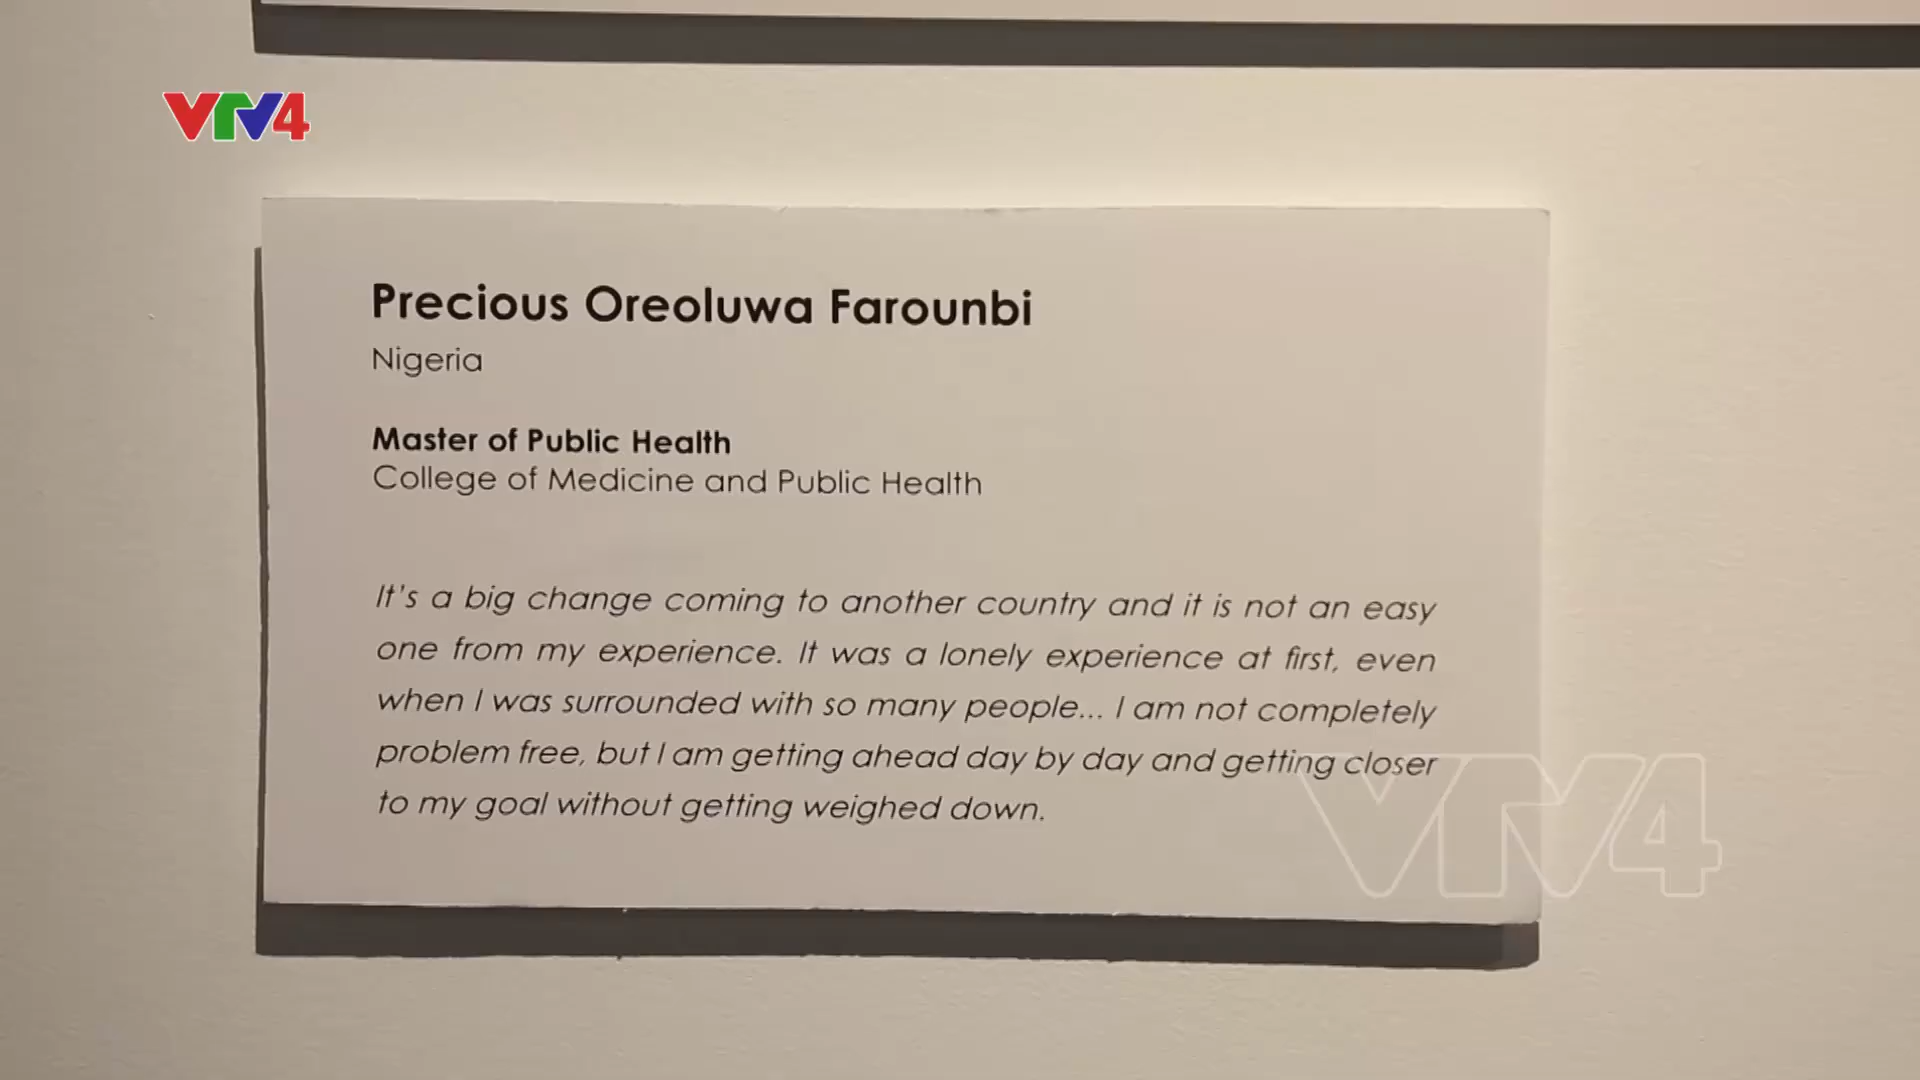 VTV4
Precious Oreoluwa Farounbi
Nigeria
Master of Public Health
College of Medicine and Public Health
It's a big change coming to another country and it is not an easy
one from my experience. It was a lonely experience at first, even
when I was surrounded with so many people... I am not completely
problem free, but I am getting ahead day by day and getting closer
to my goal without getting weighed down.
VTV4